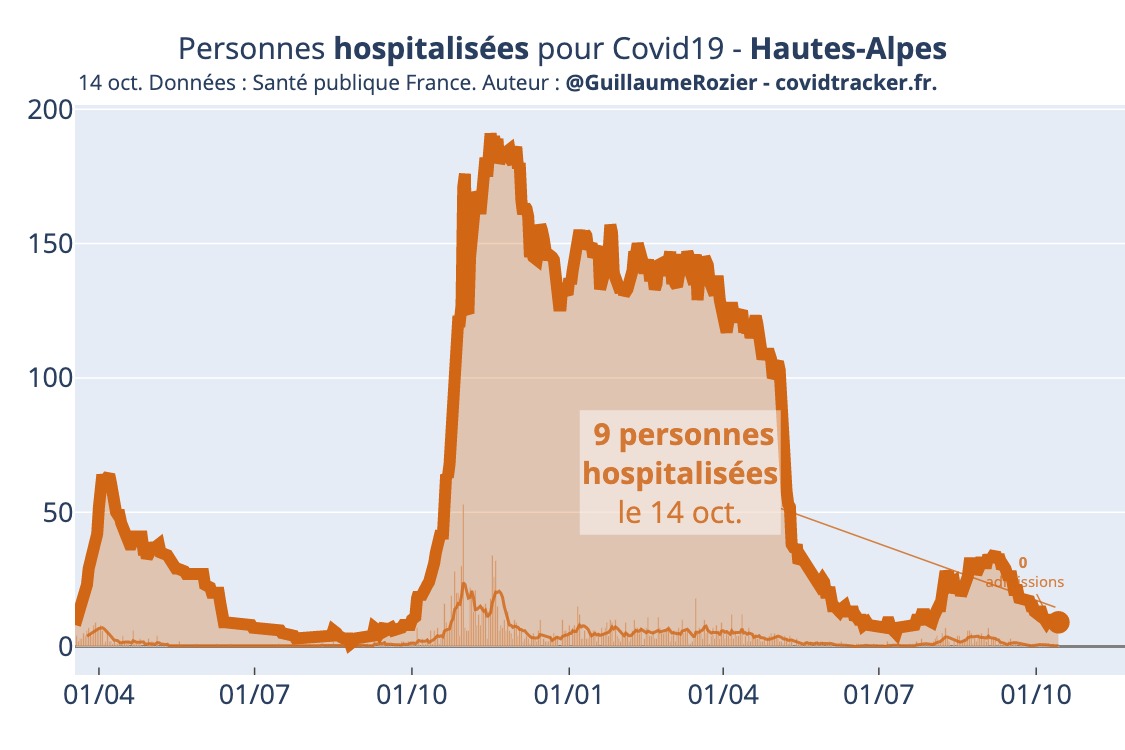 Personnes hospitalisées pour Covid19 - Hautes-Alpes
14 oct. Données : Santé publique France. Auteur : @GuillaumeRozier - covidtracker.fr.
200
150
100
50
0
9 personnes
hospitalisées
le 14 oct.
0
admissions
01/04 01/07 01/10 01/01 01/04 01/07 01/10